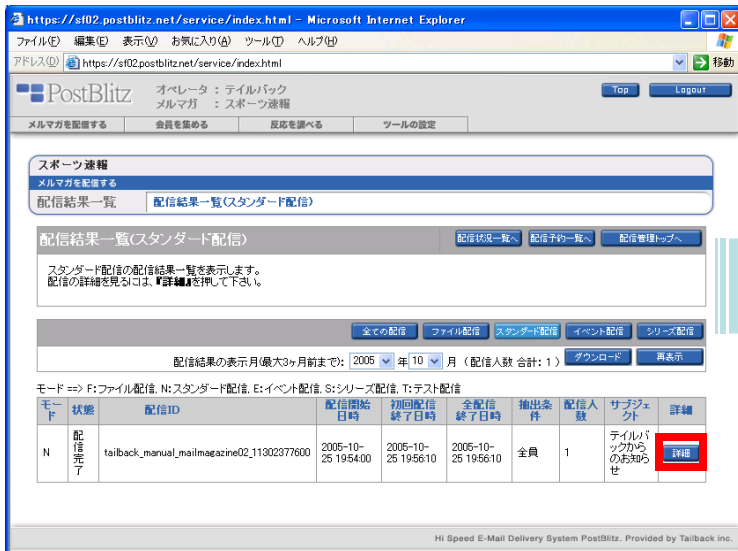 https://sf02.postblitz.net/service/index.html - Microsoft Internet Explorer
ファイル(F) 編集(E) 表示(V) お気に入り(A) ツール(T) ヘルプ(H)
アドレス(D) https://sf02.postblitz.net/service/index.html 移動
PostBlitz オペレータ : テイルバック
メルマガ : スポーツ速報
Top Logout
メルマガを配信する 会員を集める 反応を調べる ツールの設定
スポーツ速報
メルマガを配信する
配信結果一覧 配信結果一覧(スタンダード配信)
配信結果一覧(スタンダード配信) 配信状況一覧へ 配信予約一覧へ 配信管理トップへ
スタンダード配信の配信結果一覧を表示します。
配信の詳細を見るには、『詳細』を押して下さい。
全ての配信 ファイル配信 スタンダード配信 イベント配信 シリーズ配信
配信結果の表示月(最大3ヶ月前まで): 2005 年 10 月 (配信人数 合計: 1) ダウンロード 再表示
モード ==> F:ファイル配信, N:スタンダード配信, E:イベント配信, S:シリーズ配信, T:テスト配信
モード 状態 配信ID 配信開始日時 初回配信終了日時 全配信終了日時 抽出条件 配信人数 サブジェクト 詳細
N 配信完了 tailback_manual_mailmagazine02_11302377600 2005-10-25 19:54:00 2005-10-25 19:56:10 2005-10-25 19:56:10 全員 1 テイルバックからのお知らせ 詳細
Hi Speed E-Mail Delivery System PostBlitz. Provided by Tailback inc.